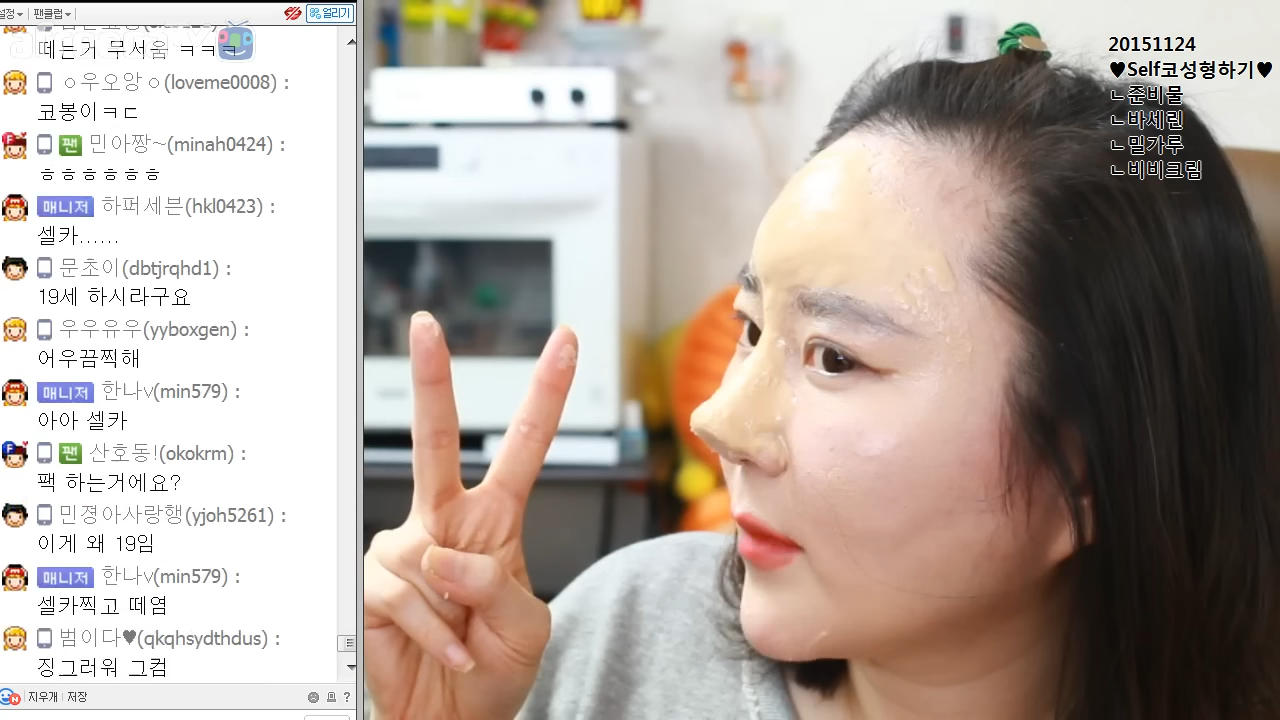 설정 팬클럽 얼리기
떼는거 무서움 ㅋㅋㅋ
ㅇ우오앙ㅇ(loveme0008) :
코봉이ㅋㄷ
팬 민아짱~(minah0424) :
ㅎㅎㅎㅎㅎㅎ
매니저 하퍼세븐(hkl0423) :
셀카......
문초이(dbtjrqhd1) :
19세 하시라구요
우우유우(yyboxgen) :
어우끔찍해
매니저 한나v(min579) :
아아 셀카
팬 산호동!(okokrm) :
팩 하는거에요?
민정아사랑행(yjoh5261) :
이게 왜 19임
매니저 한나v(min579) :
셀카찍고 떼염
범이다♥(qkqhsydthdus) :
징그러워 그컴
지우개 저장 ?
20151124
♥Self코성형하기♥
ㄴ준비물
ㄴ바세린
ㄴ밀가루
ㄴ비비크림